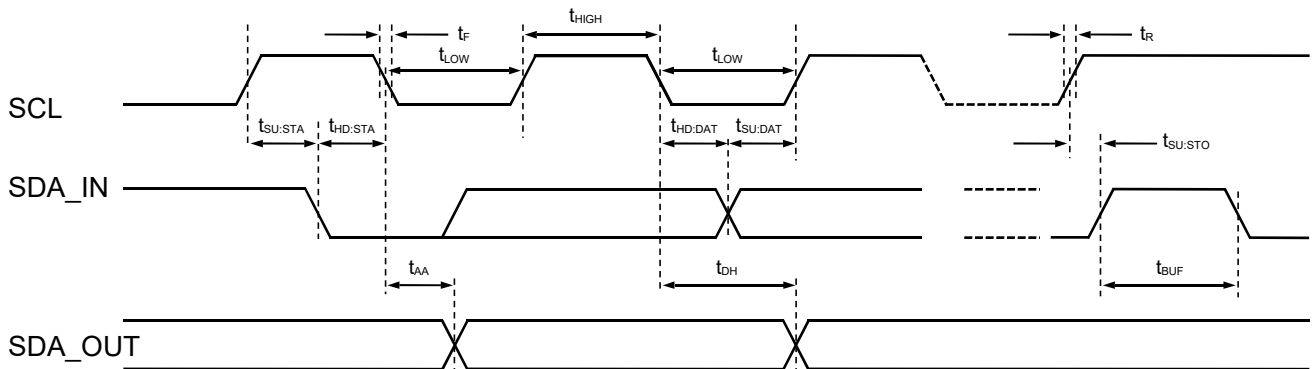 tHIGH
tF
tR
tLOW
tLOW
SCL
tSU:STA
tHD:STA
tHD:DAT
tSU:DAT
tSU:STO
SDA_IN
tAA
tDH
tBUF
SDA_OUT